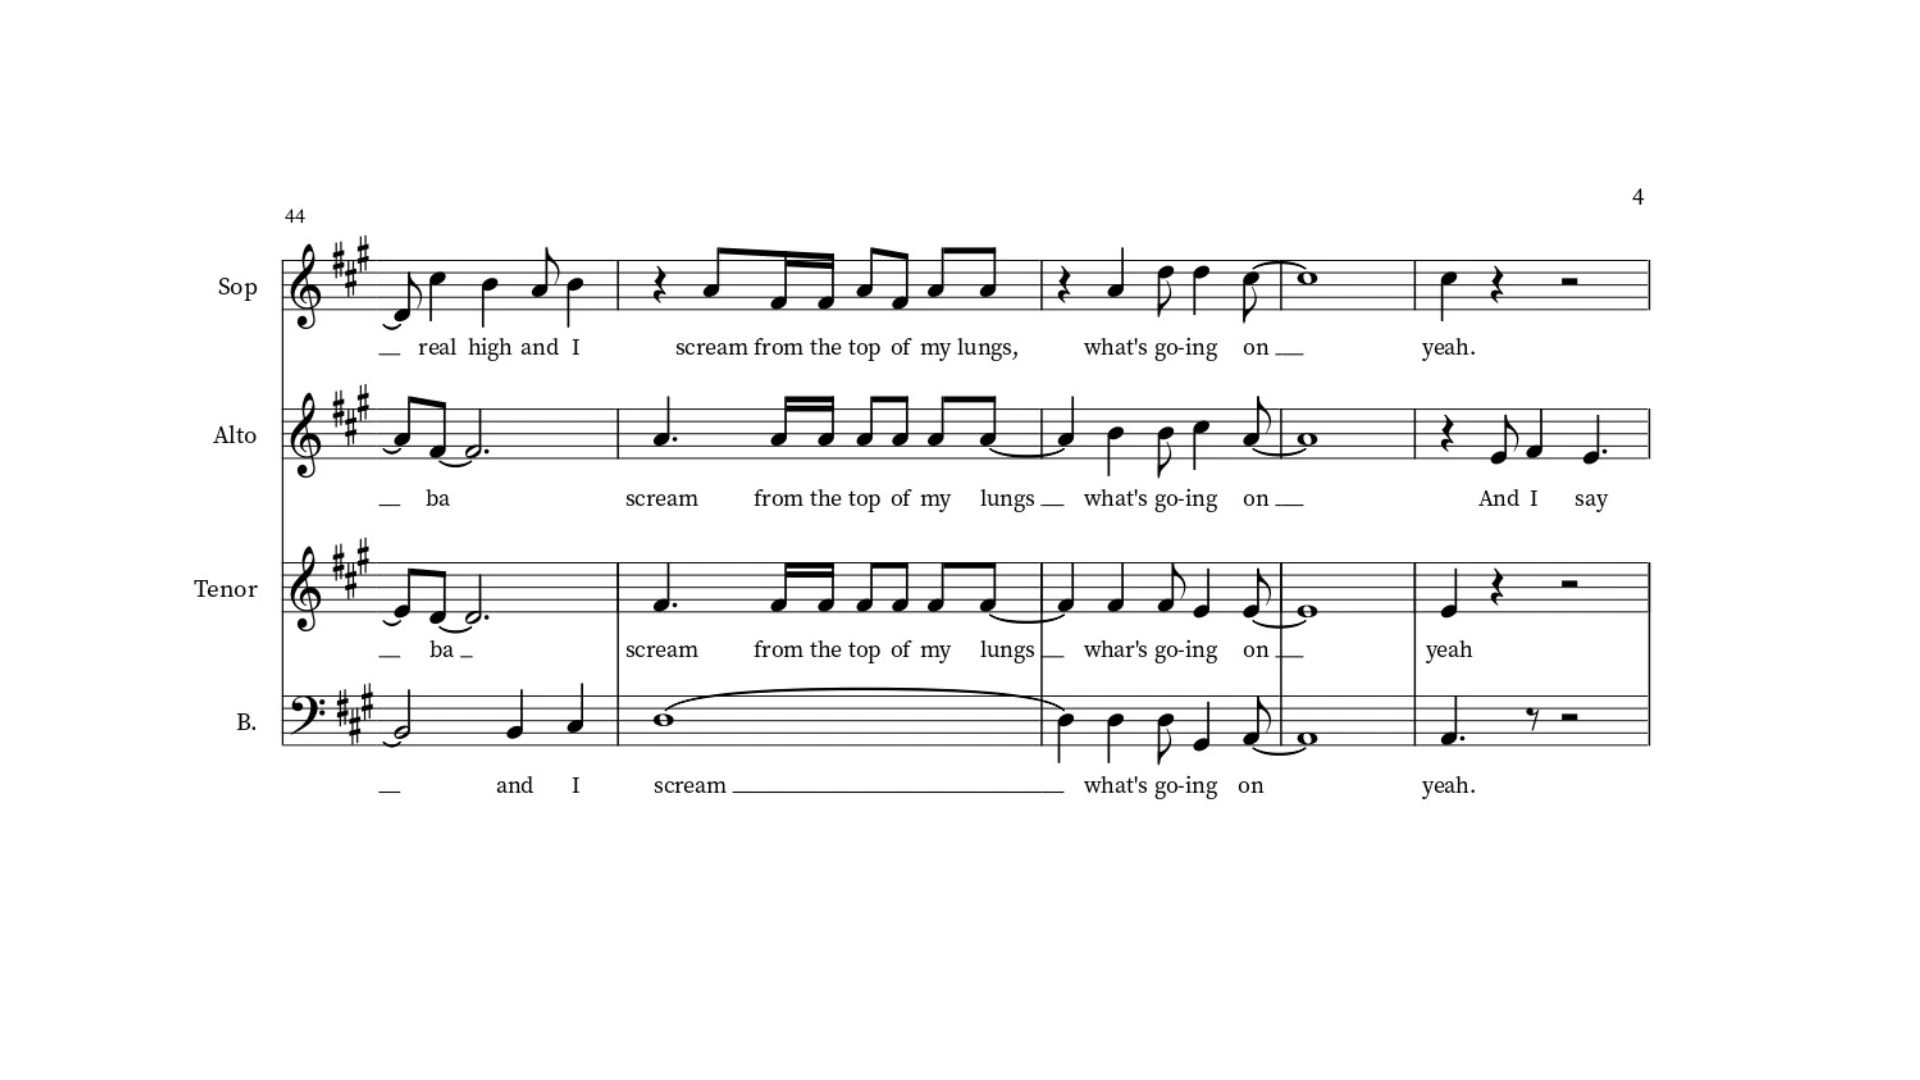 4
44
Sop
real high and I scream from the top of my lungs, what's go-ing on yeah.
Alto
ba scream from the top of my lungs what's go-ing on And I say
Tenor
ba scream from the top of my lungs whar's go-ing on yeah
B.
and I scream what's go-ing on yeah.